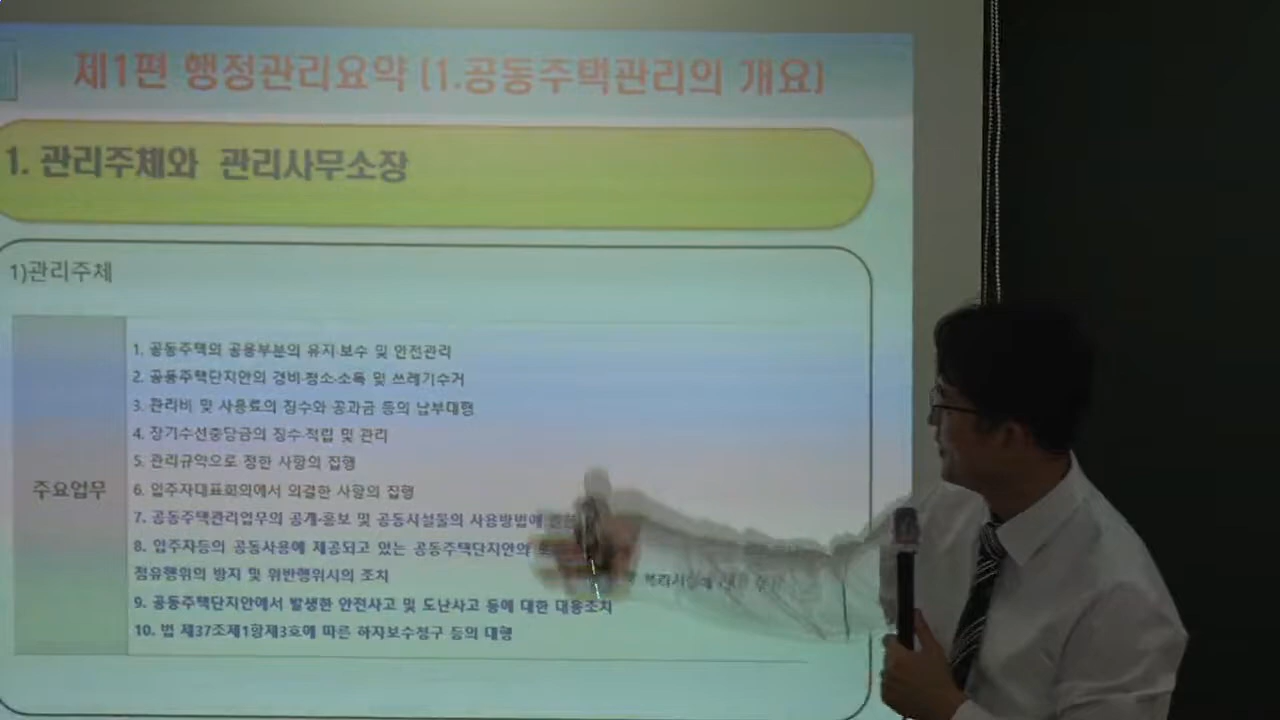 제1편 행정관리요약 [1.공동주택관리의 개요]
1. 관리주체와 관리사무소장
1)관리주체
주요업무
1. 공동주택의 공용부분의 유지·보수 및 안전관리
2. 공동주택단지안의 경비·청소·소독 및 쓰레기수거
3. 관리비 및 사용료의 징수와 공과금 등의 납부대행
4. 장기수선충당금의 징수·적립 및 관리
5. 관리규약으로 정한 사항의 집행
6. 입주자대표회의에서 의결한 사항의 집행
7. 공동주택관리업무의 공개·홍보 및 공동시설물의 사용방법에
8. 입주자등의 공동사용에 제공되고 있는 공동주택단지안의
점유행위의 방지 및 위반행위시의 조치
9. 공동주택단지안에서 발생한 안전사고 및 도난사고 등에 대한 대응조치
10. 법 제37조제1항제3호에 따른 하자보수청구 등의 대행